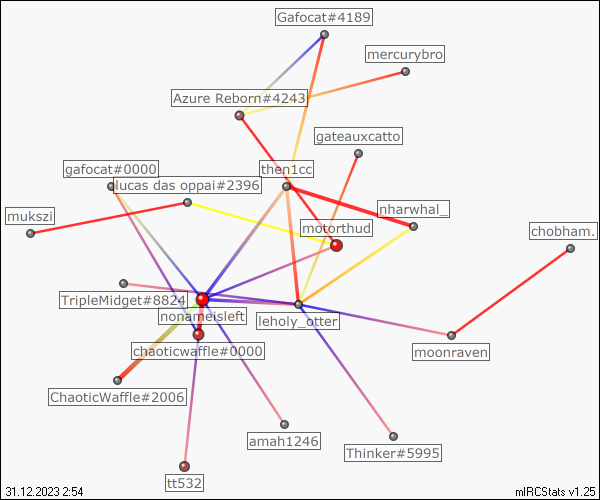 Gafocat#4189
mercurybro
Azure Reborn#4243
gateauxcatto
gafocat#0000
then1cc
lucas das oppai#2396
mukszi
nharwhal_
motorthud
chobham.
TripleMidget#8824
nonameisleft
leholy_otter
chaoticwaffle#0000
moonraven
ChaoticWaffle#2006
amah1246
Thinker#5995
tt532
31.12.2023 2:54
mIRCStats v1.25